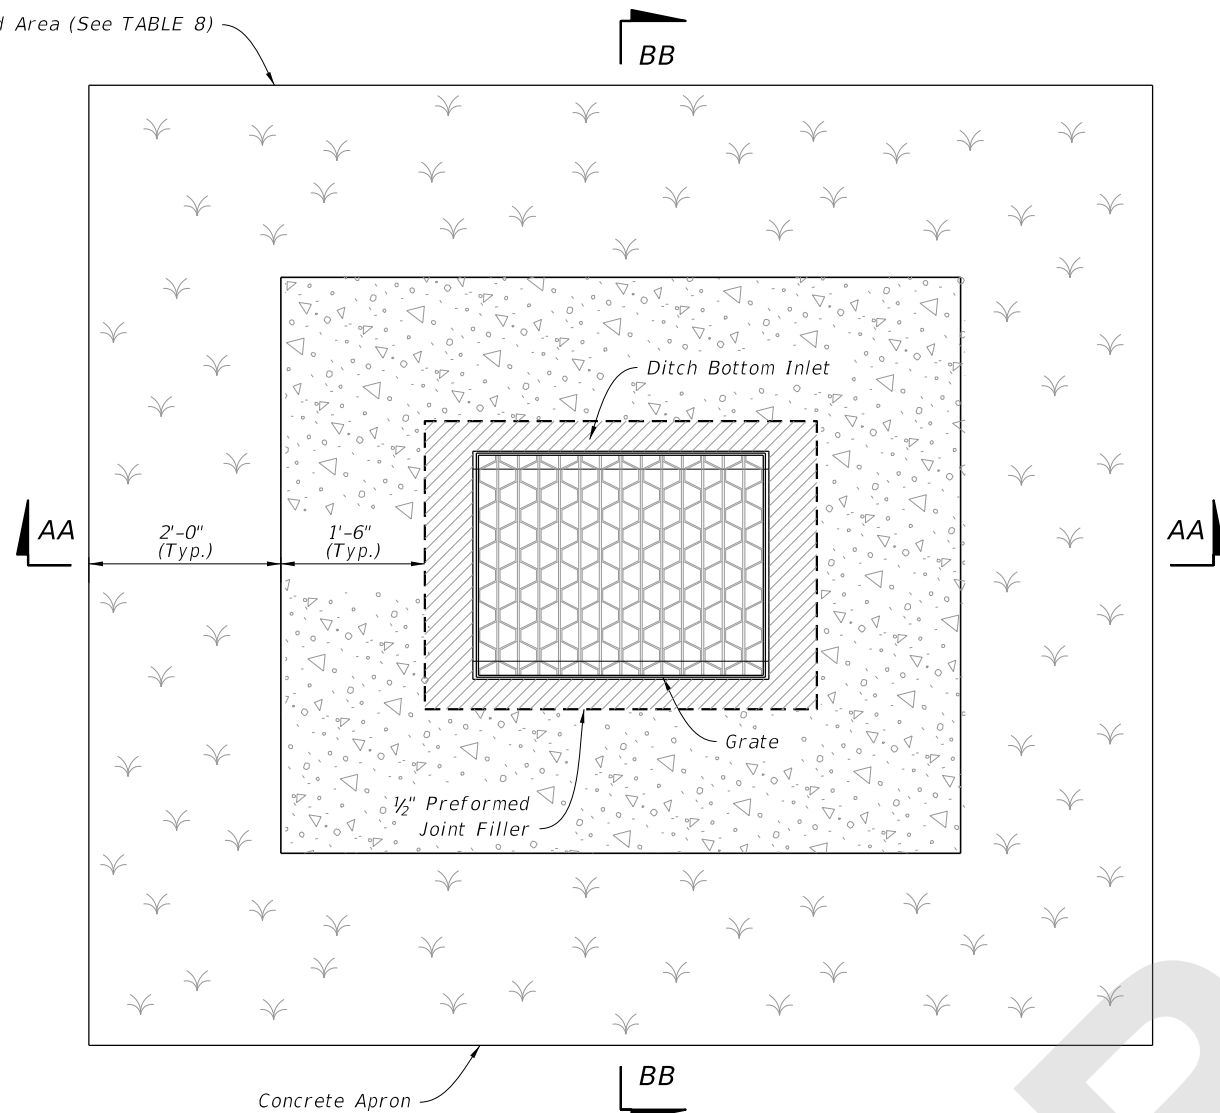 Area (See TABLE 8)
BB
Ditch Bottom Inlet
AA
2'-0"
(Typ.)
1'-6"
(Typ.)
AA
Grate
½" Preformed
Joint Filler
Concrete Apron
BB